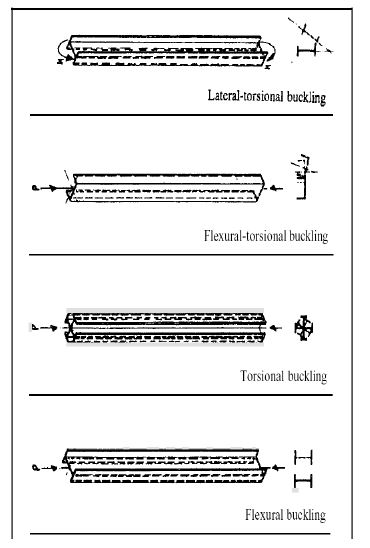 M
M
Lateral-torsional buckling
P
Flexural-torsional buckling
P
Torsional buckling
P
Flexural buckling